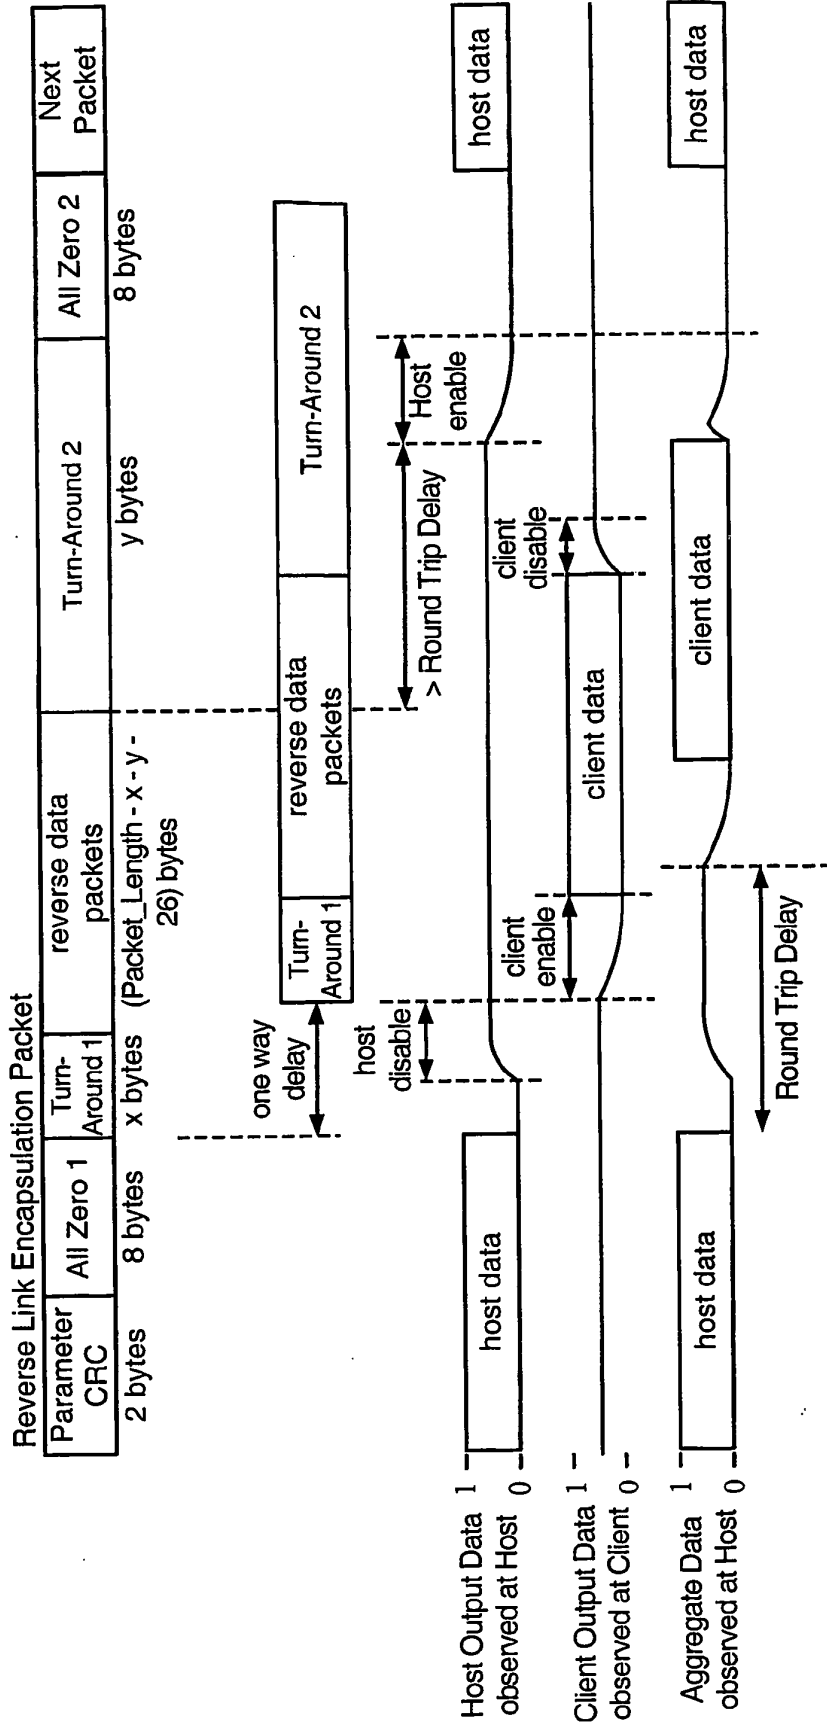 Reverse Link Encapsulation Packet
Parameter
CRC
All Zero 1
Turn-
Around 1
reverse data
packets
Turn-Around 2
All Zero 2
Next
Packet
2 bytes
8 bytes
x bytes
(Packet_Length - x - y -
26) bytes
y bytes
8 bytes
one way
delay
Turn-
Around 1
reverse data
packets
Turn-Around 2
host
disable
> Round Trip Delay
Host
enable
Host Output Data
observed at Host
1
0
host data
host data
client
enable
client
disable
Client Output Data
observed at Client
1
0
client data
Aggregate Data
observed at Host
1
0
host data
client data
host data
Round Trip Delay